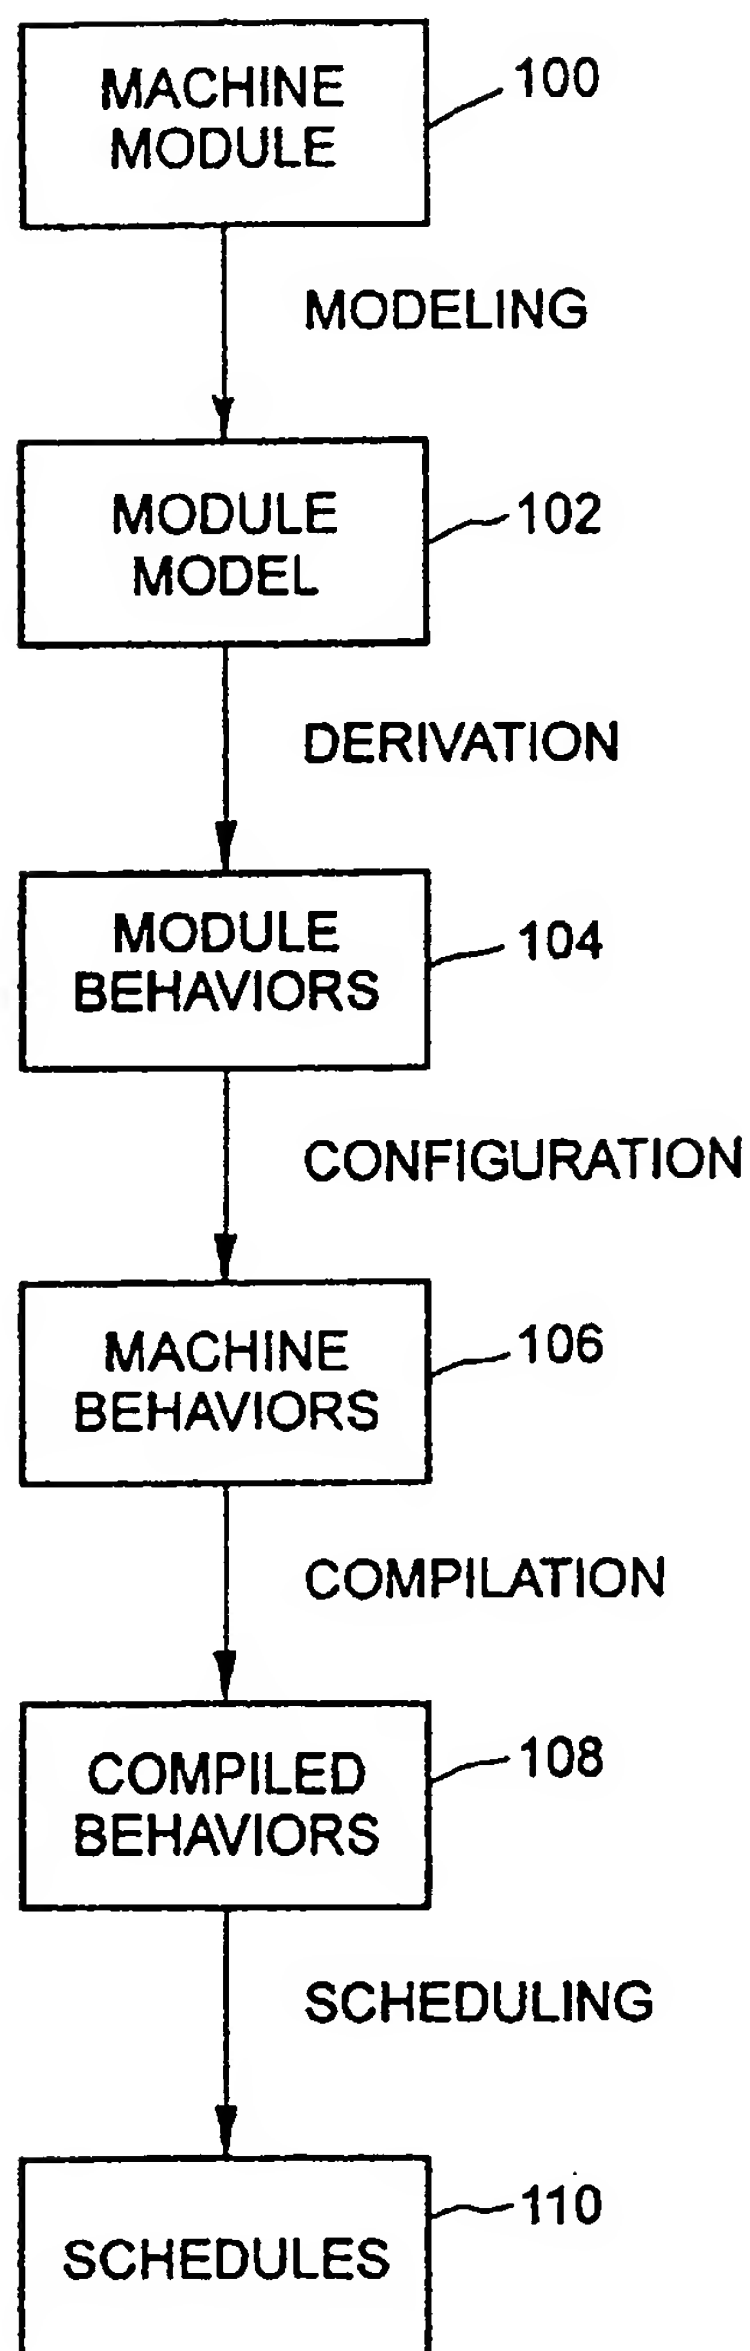 MACHINE
MODULE
100
MODELING
MODULE
MODEL
102
DERIVATION
MODULE
BEHAVIORS
104
CONFIGURATION
MACHINE
BEHAVIORS
106
COMPILATION
COMPILED
BEHAVIORS
108
SCHEDULING
SCHEDULES
110